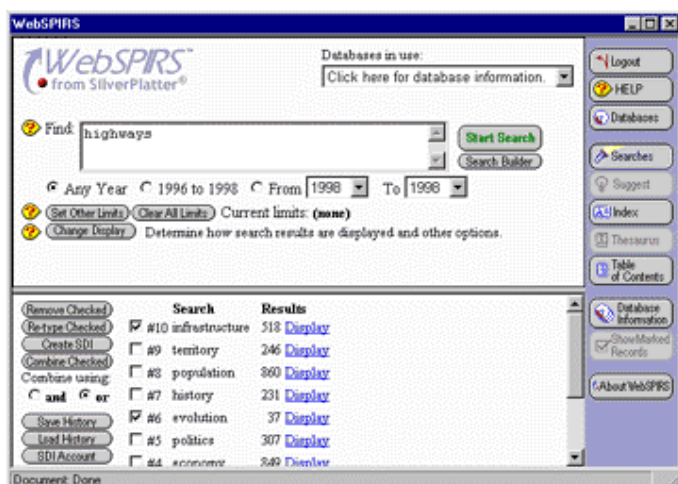 WebSPIRS
WebSPIRS™
from SilverPlatter®
Databases in use:
Click here for database information.
Find:
highways
Start Search
Search Builder
Any Year 1996 to 1998 From 1998 To 1998
Set Other Limits Clear All Limits Current limits: (none)
Change Display Determine how search results are displayed and other options.
Logout
HELP
Databases
Searches
Suggest
Index
Thesaurus
Table
of Contents
Database
Information
Show Marked
Records
About WebSPIRS
Remove Checked
Re-type Checked
Create SDI
Combine Checked
Combine using:
and or
Save History
Load History
SDI Account
Search Results
#10 infrastructure 518 Display
#9 territory 246 Display
#8 population 860 Display
#7 history 231 Display
#6 evolution 37 Display
#5 politics 307 Display
#4 economy 849 Display
Document: Done